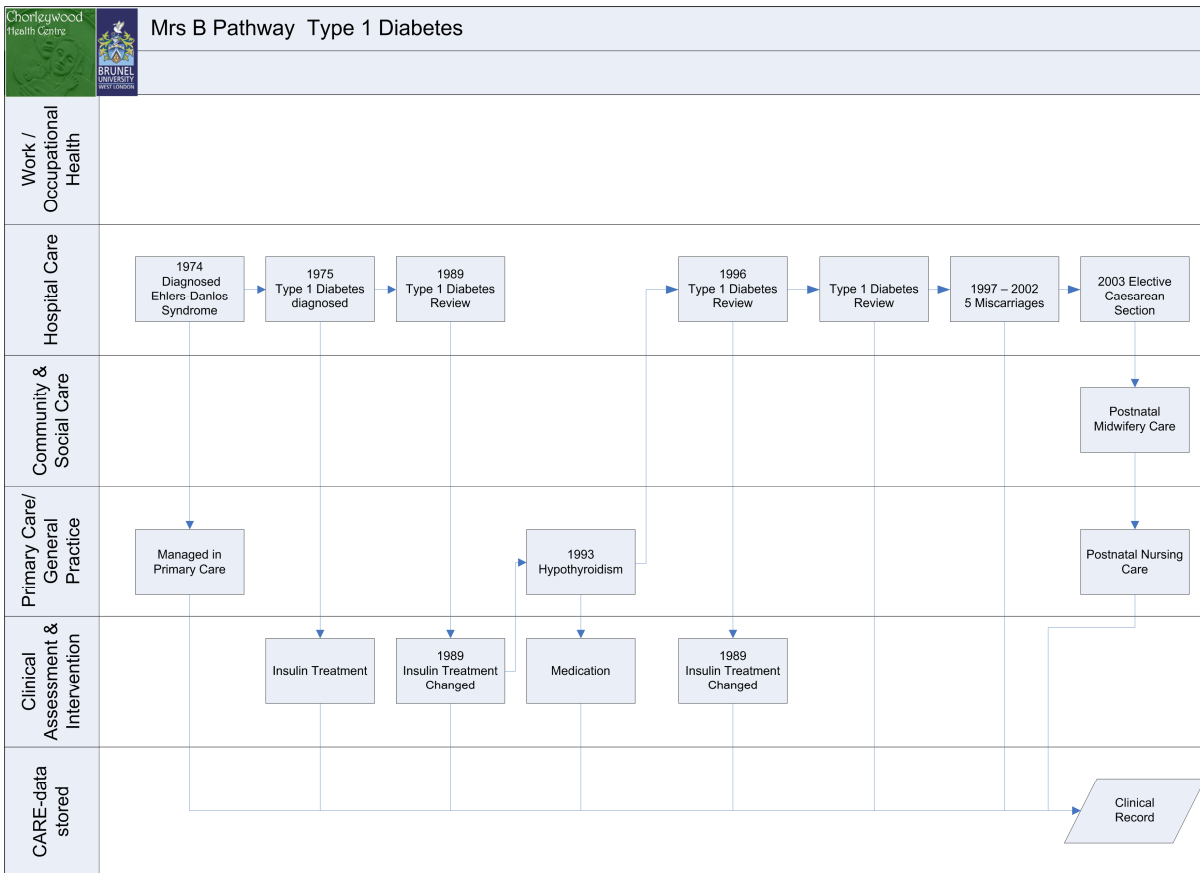 Chorleywood
Health Centre
BRUNEL
UNIVERSITY
WEST LONDON
Mrs B Pathway  Type 1 Diabetes
Work /
Occupational
Health
Hospital Care
1974
Diagnosed
Ehlers Danlos
Syndrome
1975
Type 1 Diabetes
diagnosed
1989
Type 1 Diabetes
Review
1996
Type 1 Diabetes
Review
Type 1 Diabetes
Review
1997 – 2002
5 Miscarriages
2003 Elective
Caesarean
Section
Community &
Social Care
Postnatal
Midwifery Care
Primary Care/
General
Practice
Managed in
Primary Care
1993
Hypothyroidism
Postnatal Nursing
Care
Clinical
Assessment &
Intervention
Insulin Treatment
1989
Insulin Treatment
Changed
Medication
1989
Insulin Treatment
Changed
CARE-data
stored
Clinical
Record